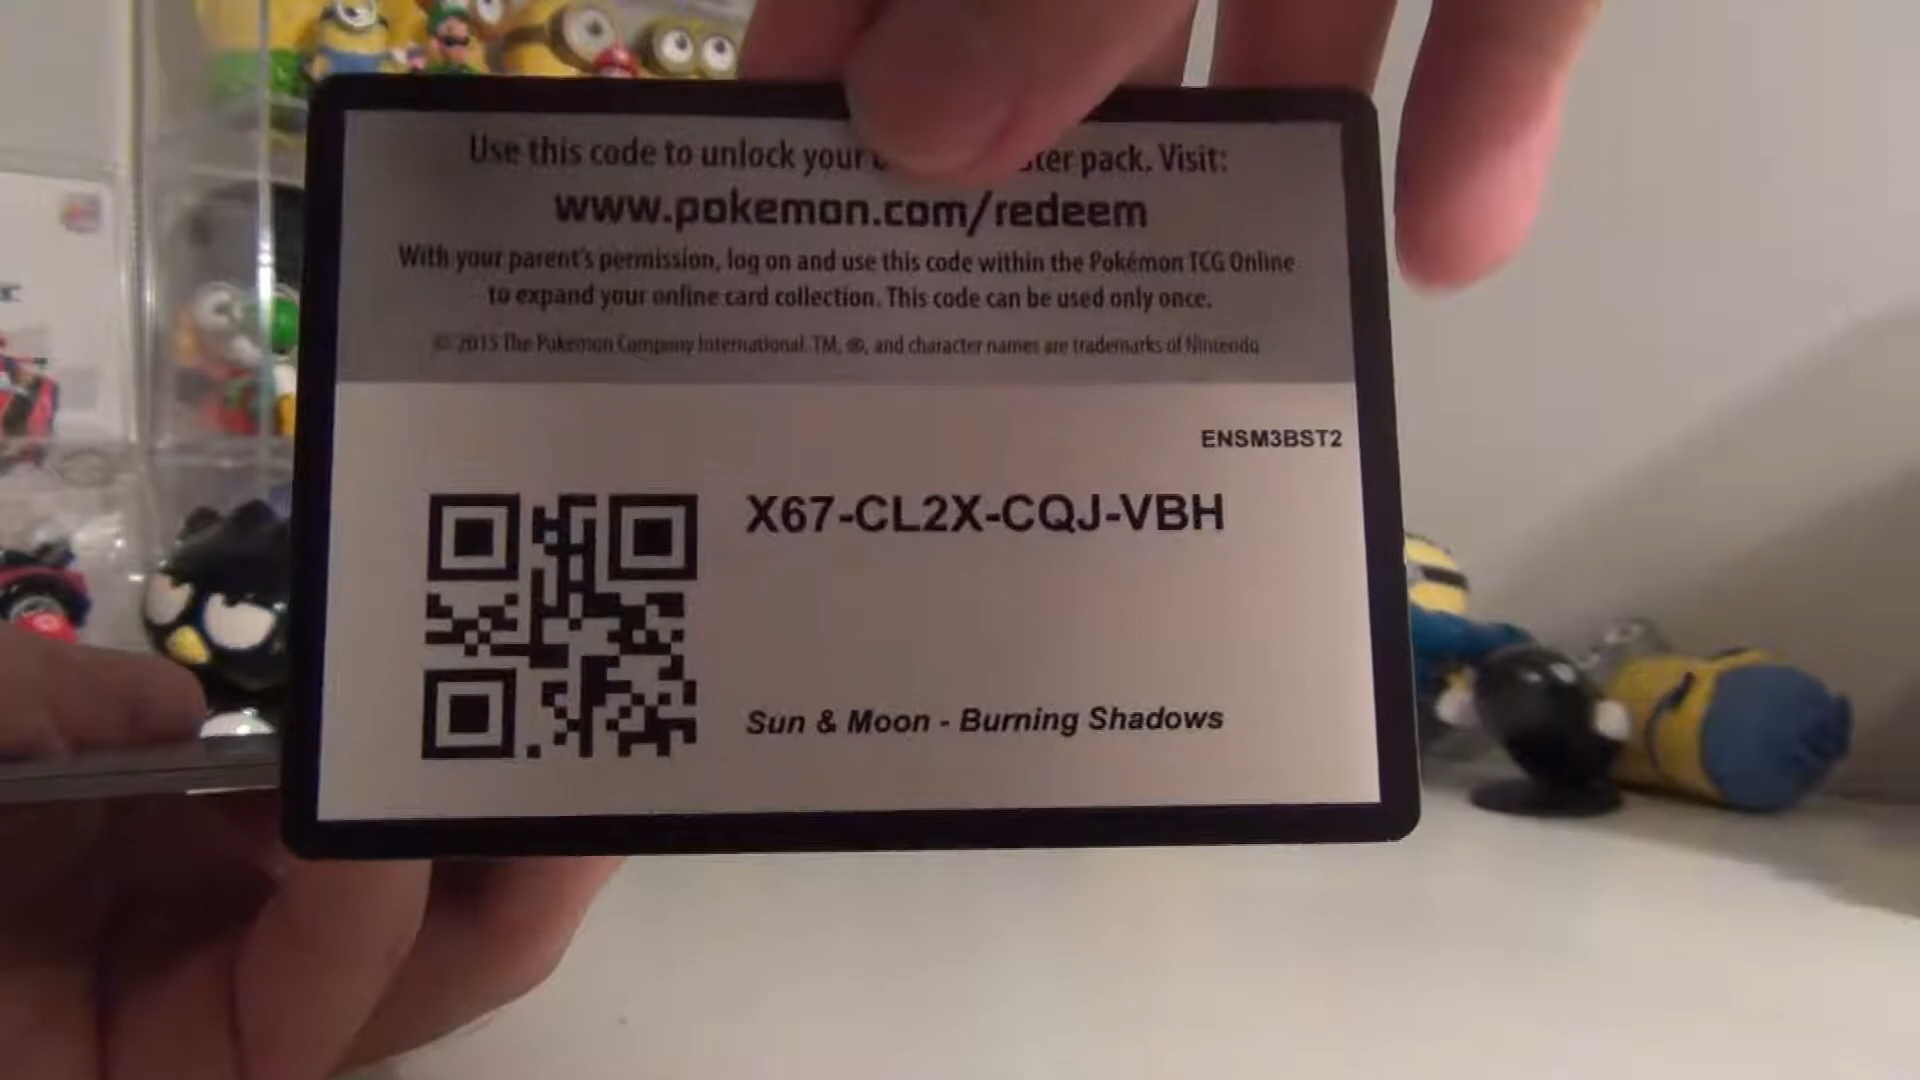 Use this code to unlock your pack. Visit:
www.pokemon.com/redeem
With your parent's permission, log on and use this code within the Pokémon TCG Online
to expand your online card collection. This code can be used only once.
© 2015 The Pokémon Company International. TM, ®, and character names are trademarks of Nintendo
ENSM3BST2
X67-CL2X-CQJ-VBH
Sun & Moon - Burning Shadows